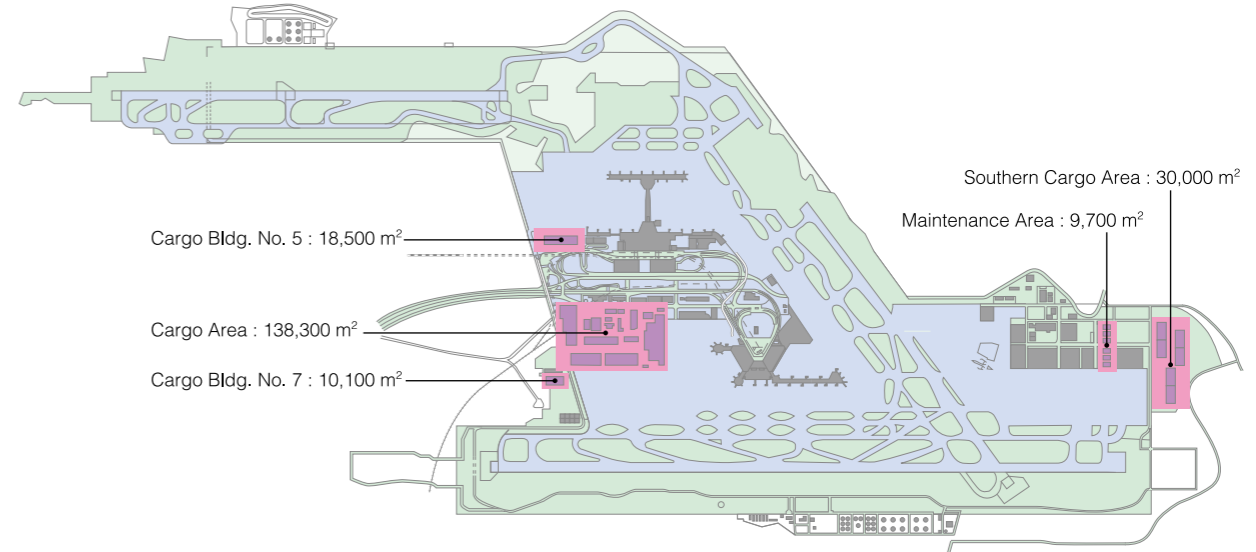 Southern Cargo Area : 30,000 m²
Maintenance Area : 9,700 m²
Cargo Bldg. No. 5 : 18,500 m²
Cargo Area : 138,300 m²
Cargo Bldg. No. 7 : 10,100 m²